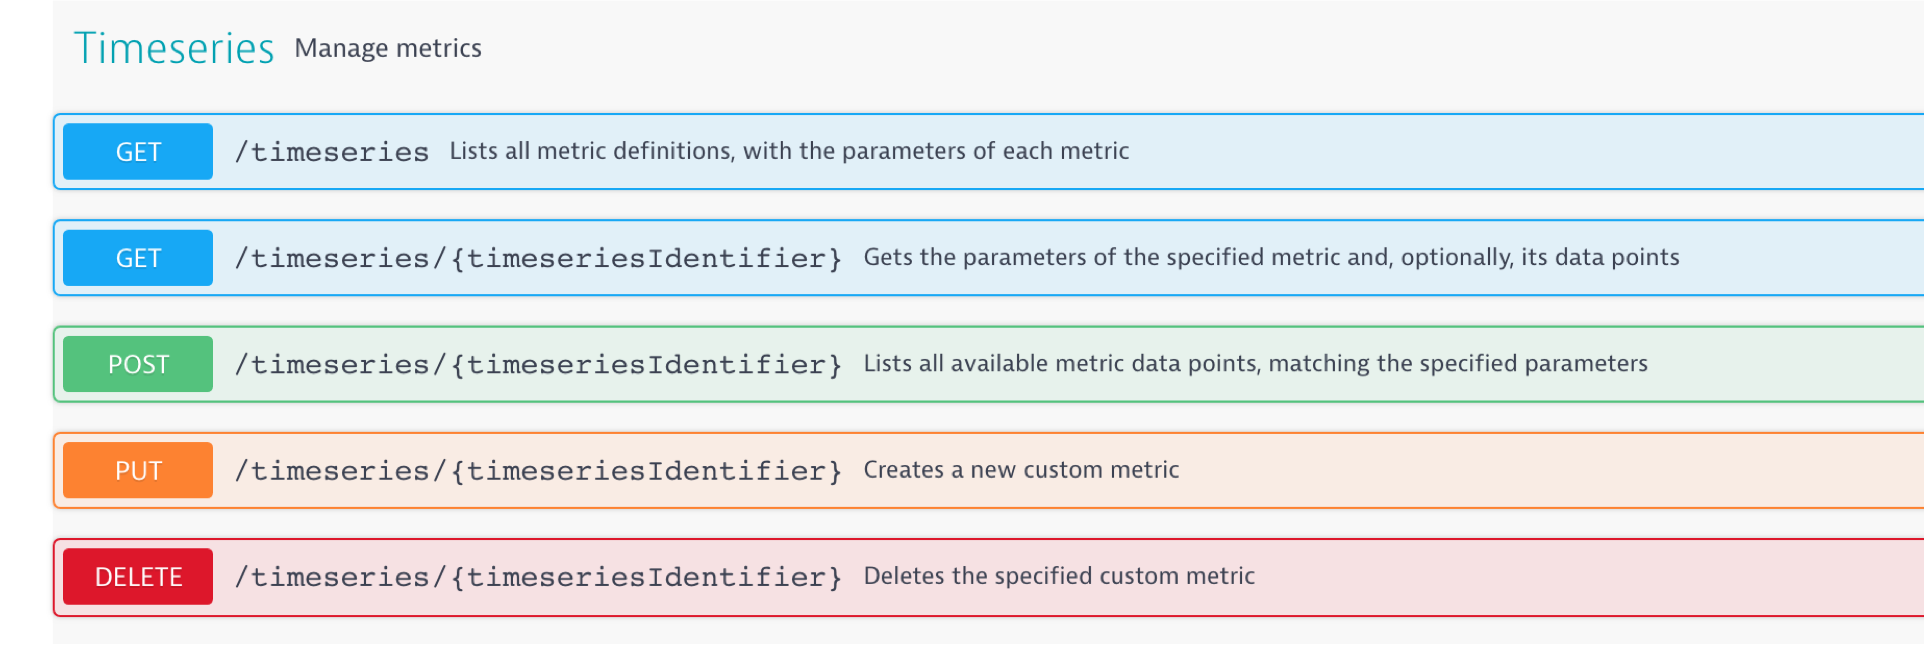 Timeseries Manage metrics
GET /timeseries Lists all metric definitions, with the parameters of each metric
GET /timeseries/{timeseriesIdentifier} Gets the parameters of the specified metric and, optionally, its data points
POST /timeseries/{timeseriesIdentifier} Lists all available metric data points, matching the specified parameters
PUT /timeseries/{timeseriesIdentifier} Creates a new custom metric
DELETE /timeseries/{timeseriesIdentifier} Deletes the specified custom metric